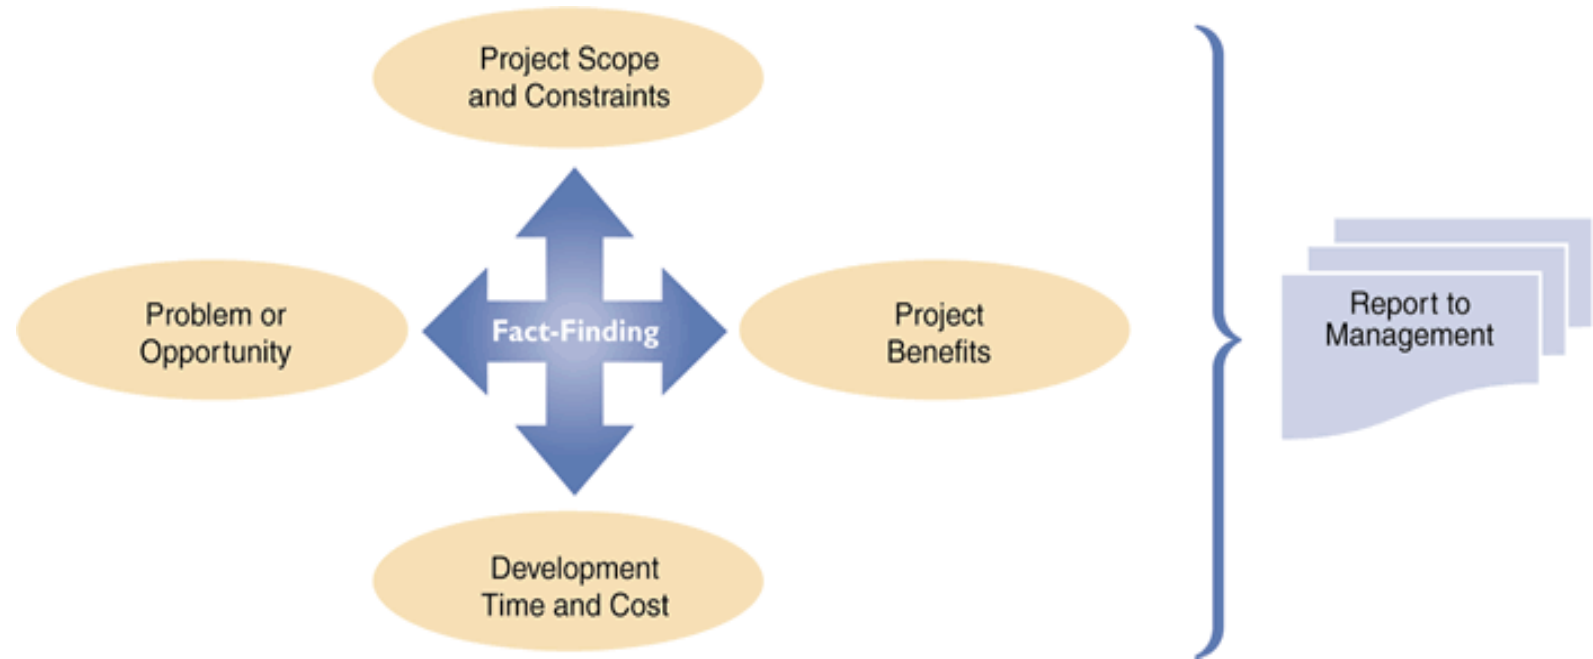 Project Scope
and Constraints
Problem or
Opportunity
Fact-Finding
Project
Benefits
Development
Time and Cost
Report to
Management